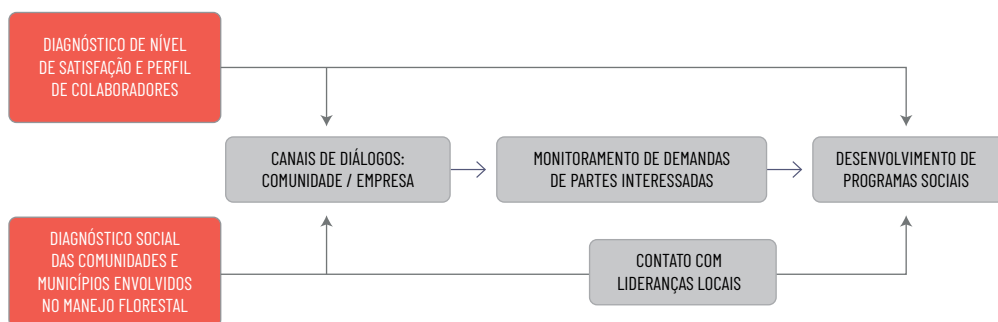 DIAGNÓSTICO DE NÍVEL
DE SATISFAÇÃO E PERFIL
DE COLABORADORES
CANAIS DE DIÁLOGOS:
COMUNIDADE / EMPRESA
MONITORAMENTO DE DEMANDAS
DE PARTES INTERESSADAS
DESENVOLVIMENTO DE
PROGRAMAS SOCIAIS
DIAGNÓSTICO SOCIAL
DAS COMUNIDADES E
MUNICÍPIOS ENVOLVIDOS
NO MANEJO FLORESTAL
CONTATO COM
LIDERANÇAS LOCAIS